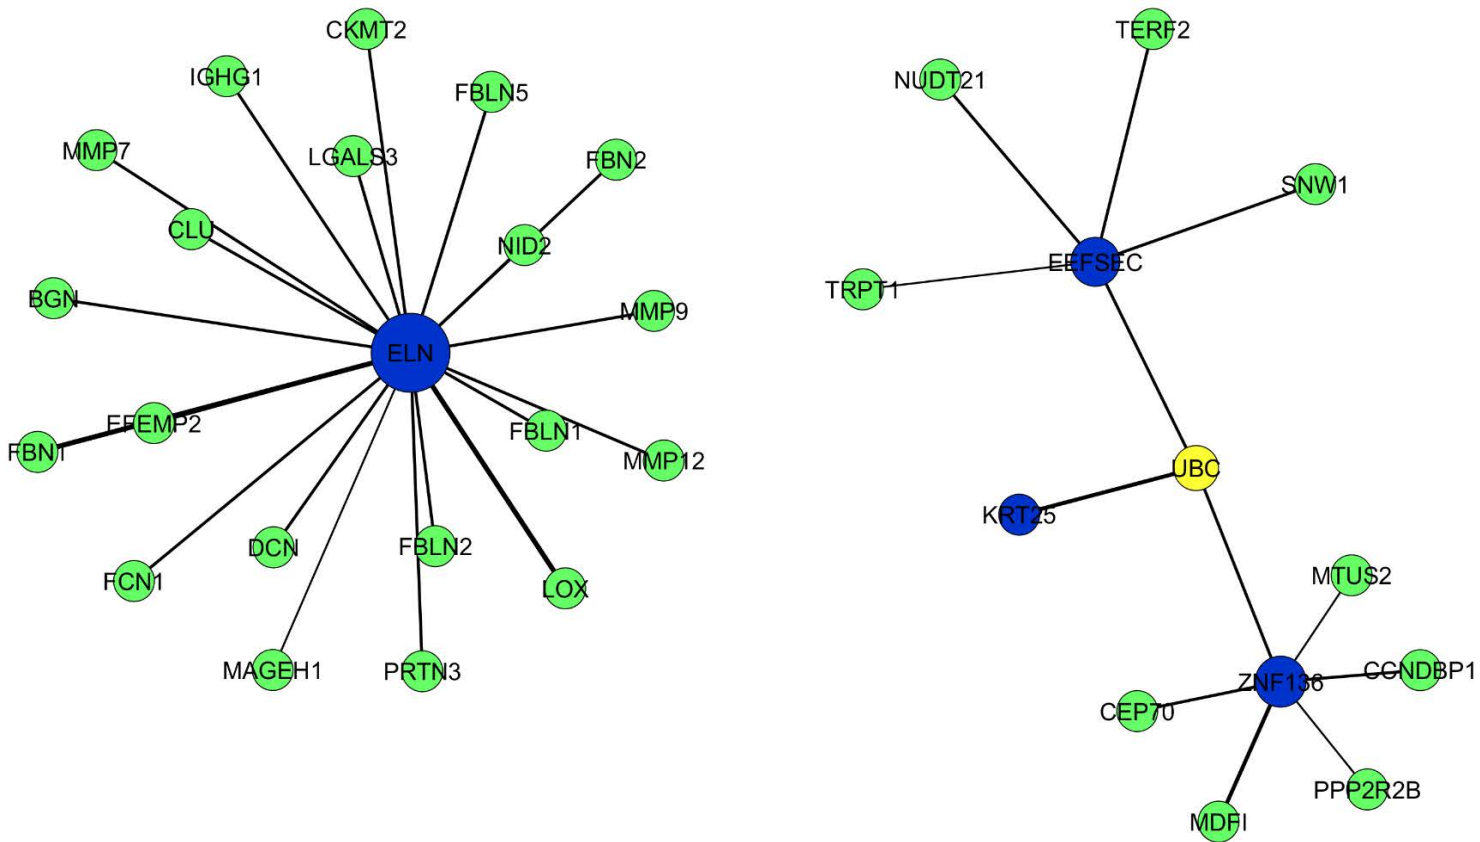 CKMT2
IGHG1
FBLN5
MMP7
LGALS3
FBN2
CLU
NID2
BGN
MMP9
ELN
EFEMP2
FBN1
FBLN1
MMP12
DCN
FBLN2
FCN1
LOX
MAGEH1
PRTN3
TERF2
NUDT21
SNW1
EEFSEC
TRPT1
UBC
KRT25
MTUS2
ZNF136
CCNDBP1
CEP70
PPP2R2B
MDFI